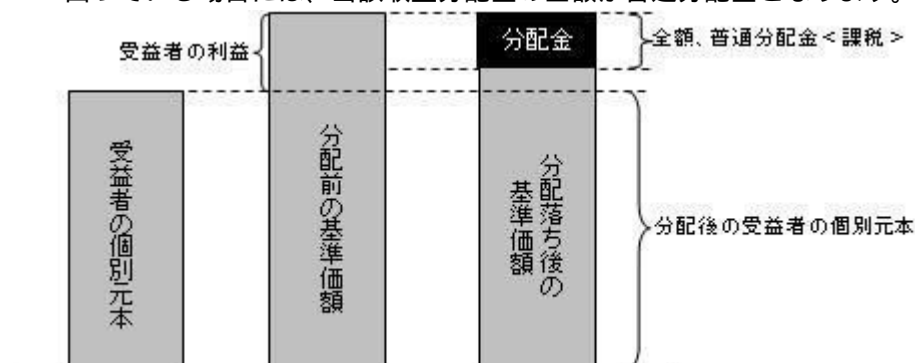 分配金
全額、普通分配金＜課税＞
受益者の利益
受益者の個別元本
分配前の基準価額
分配落ち後の
基準価額
分配後の受益者の個別元本